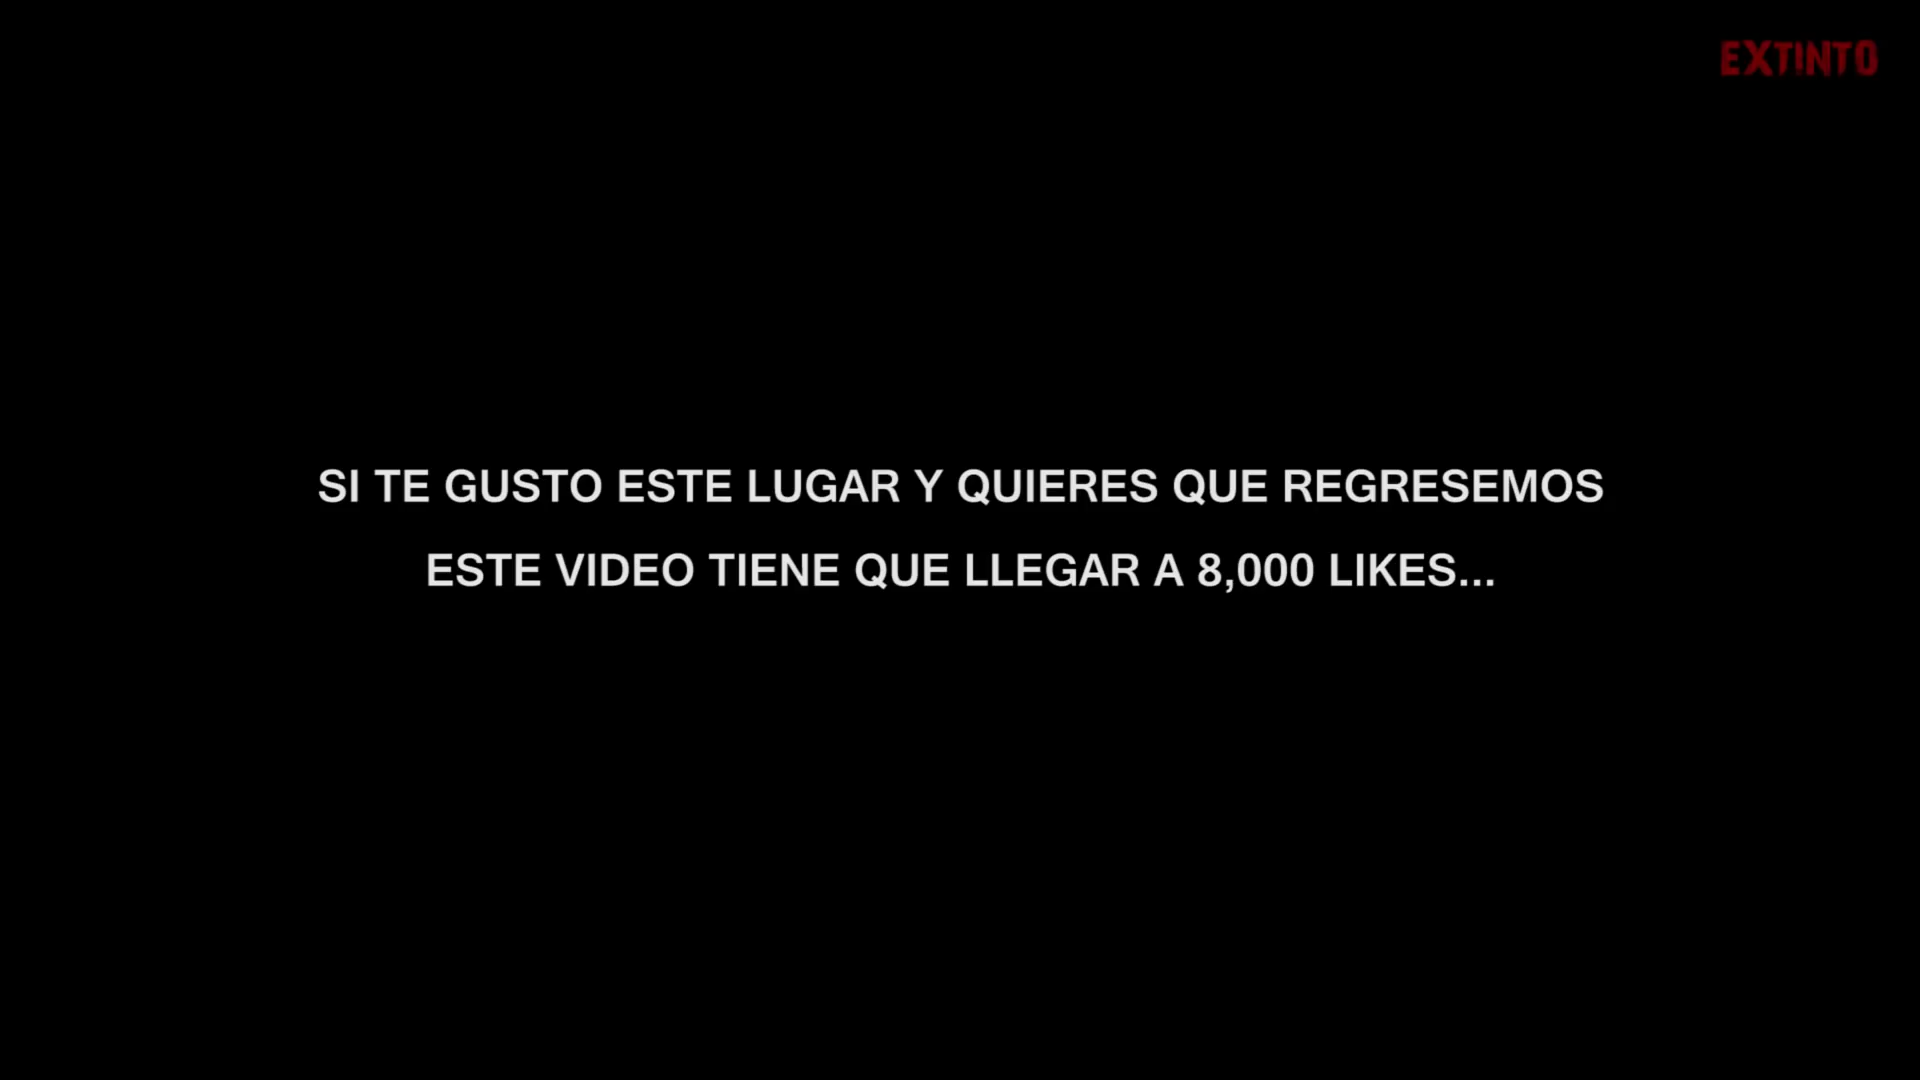 EXTINTO
SI TE GUSTO ESTE LUGAR Y QUIERES QUE REGRESEMOS
ESTE VIDEO TIENE QUE LLEGAR A 8,000 LIKES...